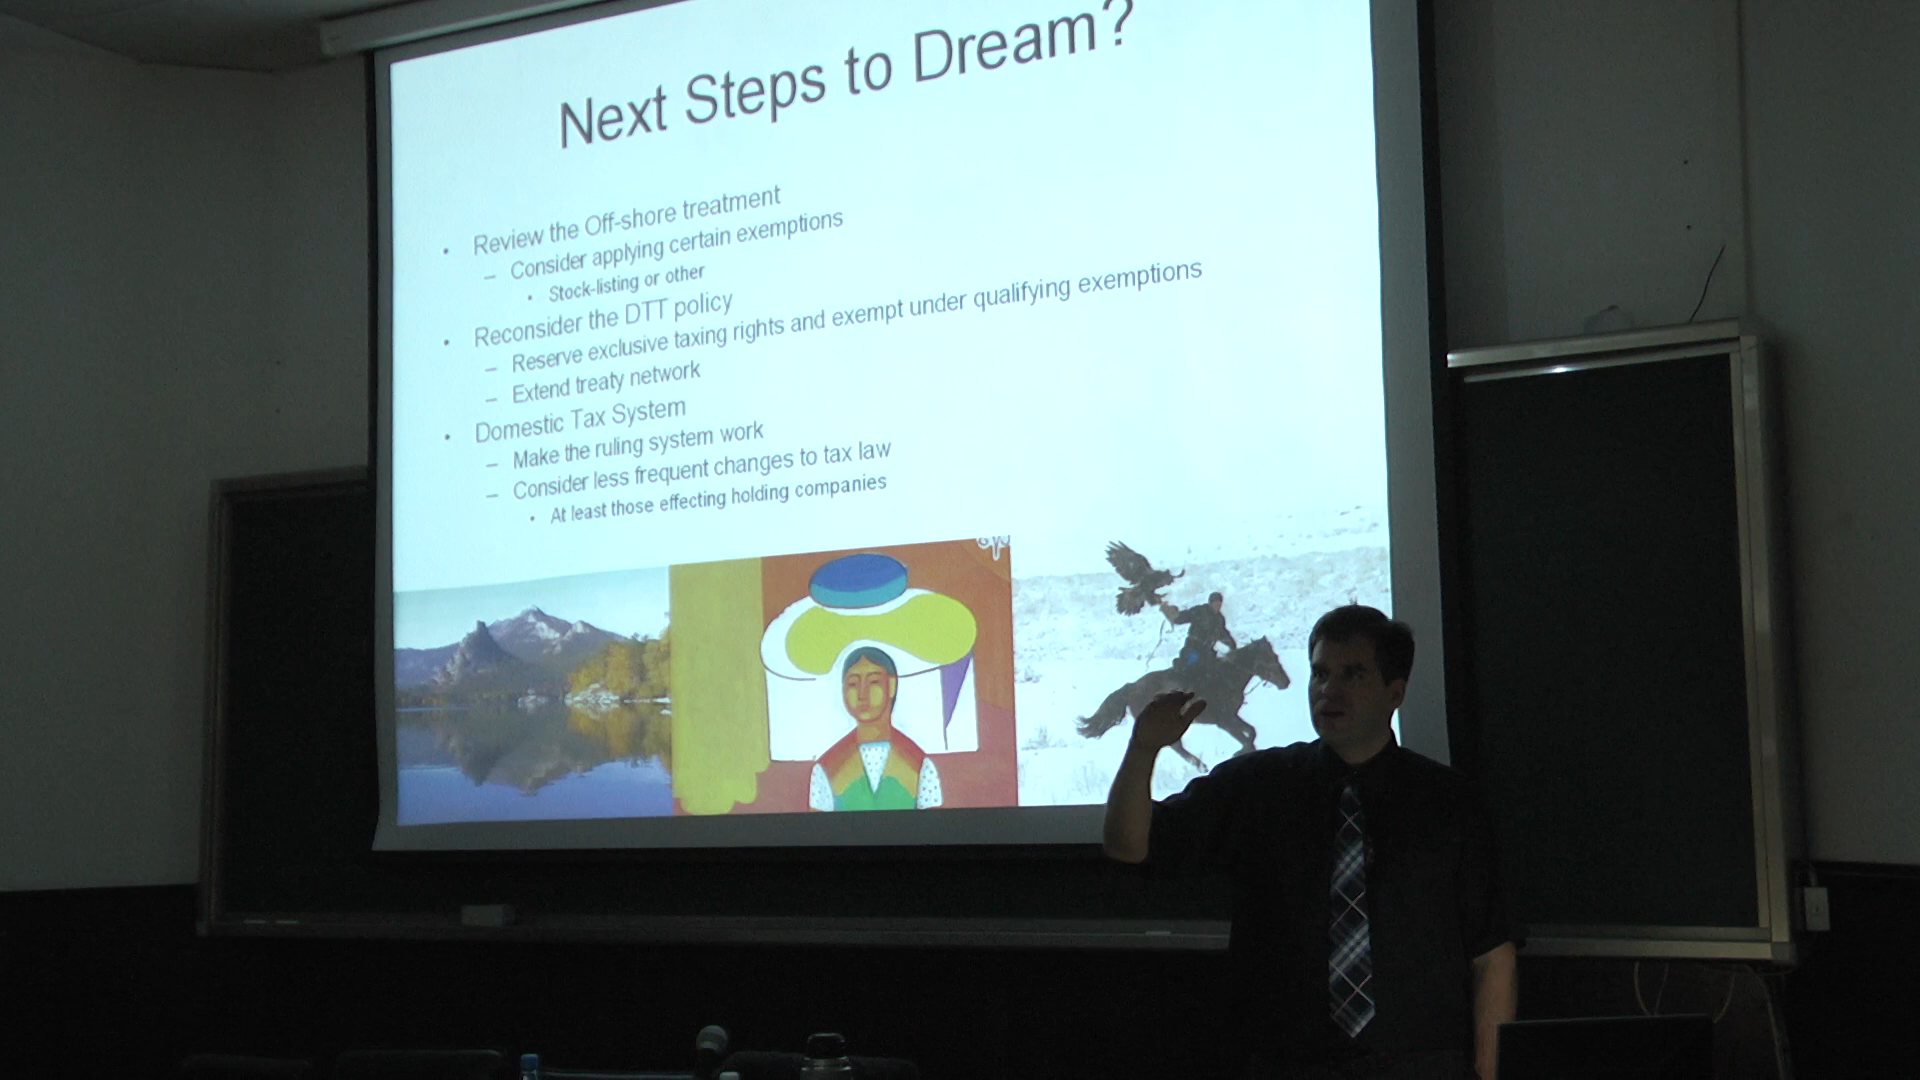 Next Steps to Dream?
• Review the Off-shore treatment
– Consider applying certain exemptions
• Stock-listing or other
• Reconsider the DTT policy
– Reserve exclusive taxing rights and exempt under qualifying exemptions
– Extend treaty network
• Domestic Tax System
– Make the ruling system work
– Consider less frequent changes to tax law
• At least those effecting holding companies